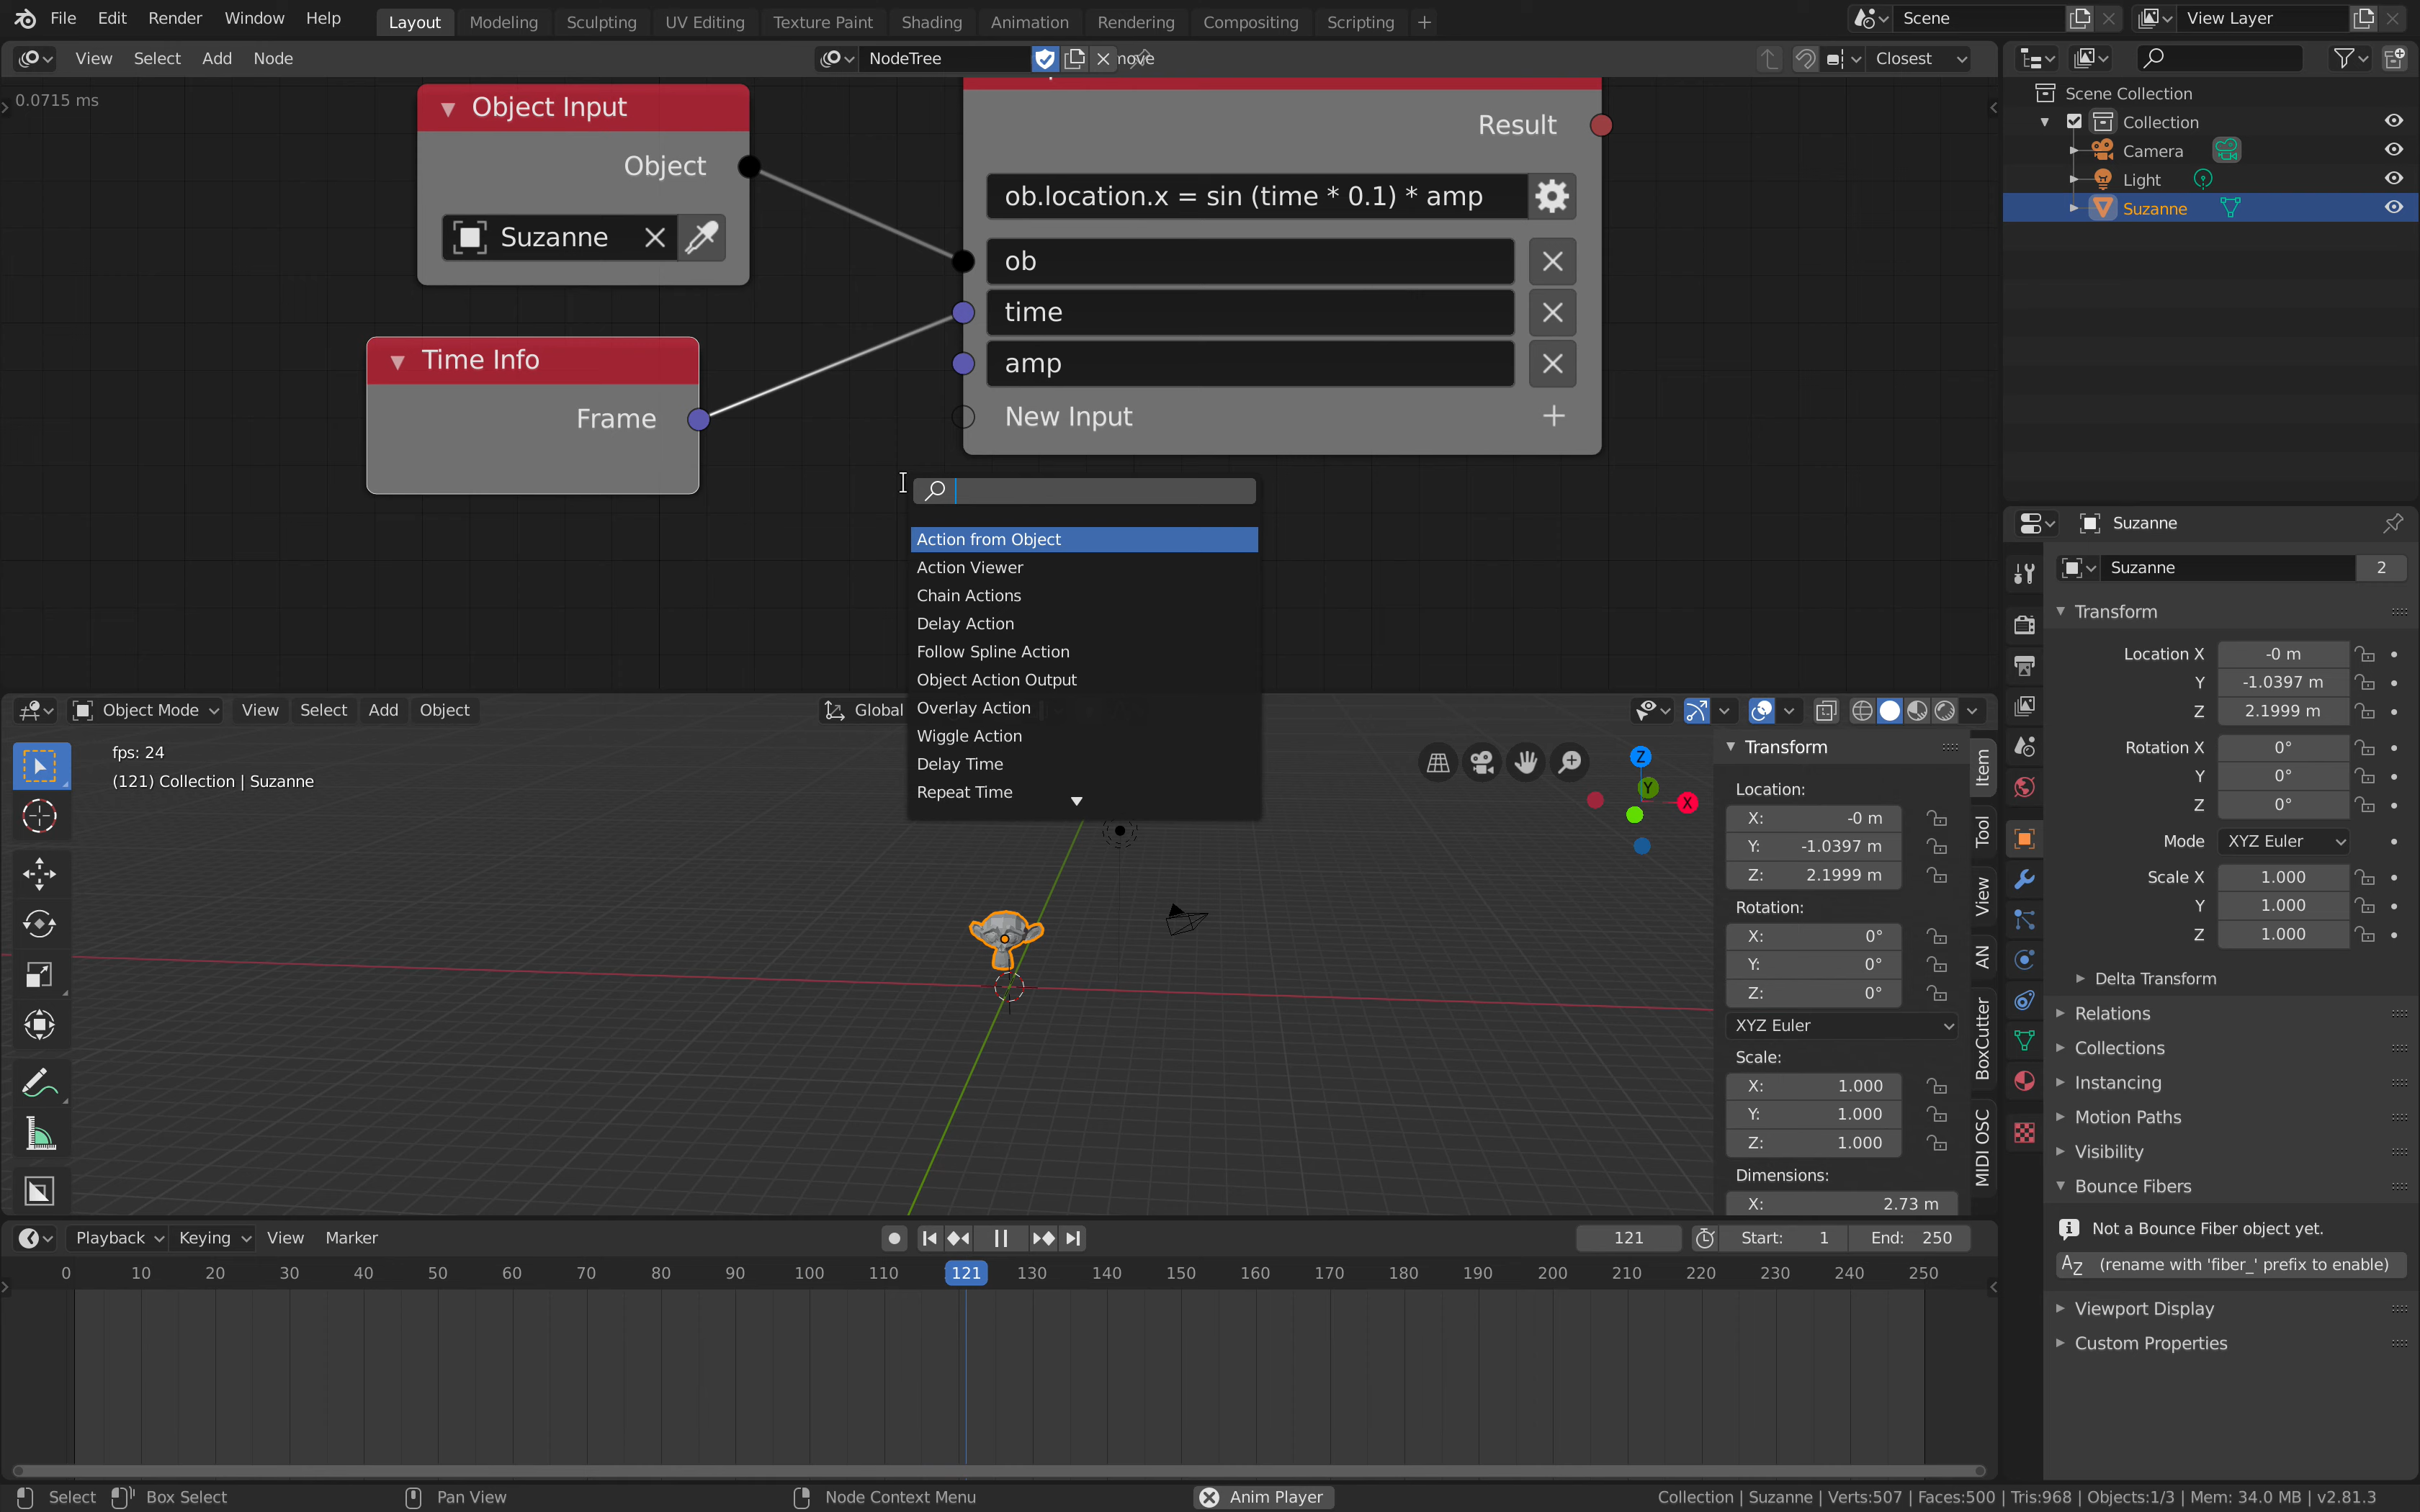 File Edit Render Window Help Layout Modeling Sculpting UV Editing Texture Paint Shading Animation Rendering Compositing Scripting + Scene View Layer
View Select Add Node NodeTree Closest
0.0715 ms
Object Input
Object
Suzanne
Time Info
Frame
Result
ob.location.x = sin (time * 0.1) * amp
ob
time
amp
New Input
Action from Object
Action Viewer
Chain Actions
Delay Action
Follow Spline Action
Object Action Output
Overlay Action
Wiggle Action
Delay Time
Repeat Time
Object Mode View Select Add Object Global
fps: 24
(121) Collection | Suzanne
Z
Y
X
Transform
Location:
X: -0 m
Y: -1.0397 m
Z: 2.1999 m
Rotation:
X: 0°
Y: 0°
Z: 0°
XYZ Euler
Scale:
X: 1.000
Y: 1.000
Z: 1.000
Dimensions:
X: 2.73 m
Item
Tool
View
AN
BoxCutter
MIDI OSC
Playback Keying View Marker 121 Start: 1 End: 250
0 10 20 30 40 50 60 70 80 90 100 110 121 130 140 150 160 170 180 190 200 210 220 230 240 250
Scene Collection
Collection
Camera
Light
Suzanne
Suzanne
Suzanne 2
Transform
Location X -0 m
Y -1.0397 m
Z 2.1999 m
Rotation X 0°
Y 0°
Z 0°
Mode XYZ Euler
Scale X 1.000
Y 1.000
Z 1.000
Delta Transform
Relations
Collections
Instancing
Motion Paths
Visibility
Bounce Fibers
Not a Bounce Fiber object yet.
(rename with 'fiber_' prefix to enable)
Viewport Display
Custom Properties
Select Box Select Pan View Node Context Menu Anim Player Collection | Suzanne | Verts:507 | Faces:500 | Tris:968 | Objects:1/3 | Mem: 34.0 MB | v2.81.3